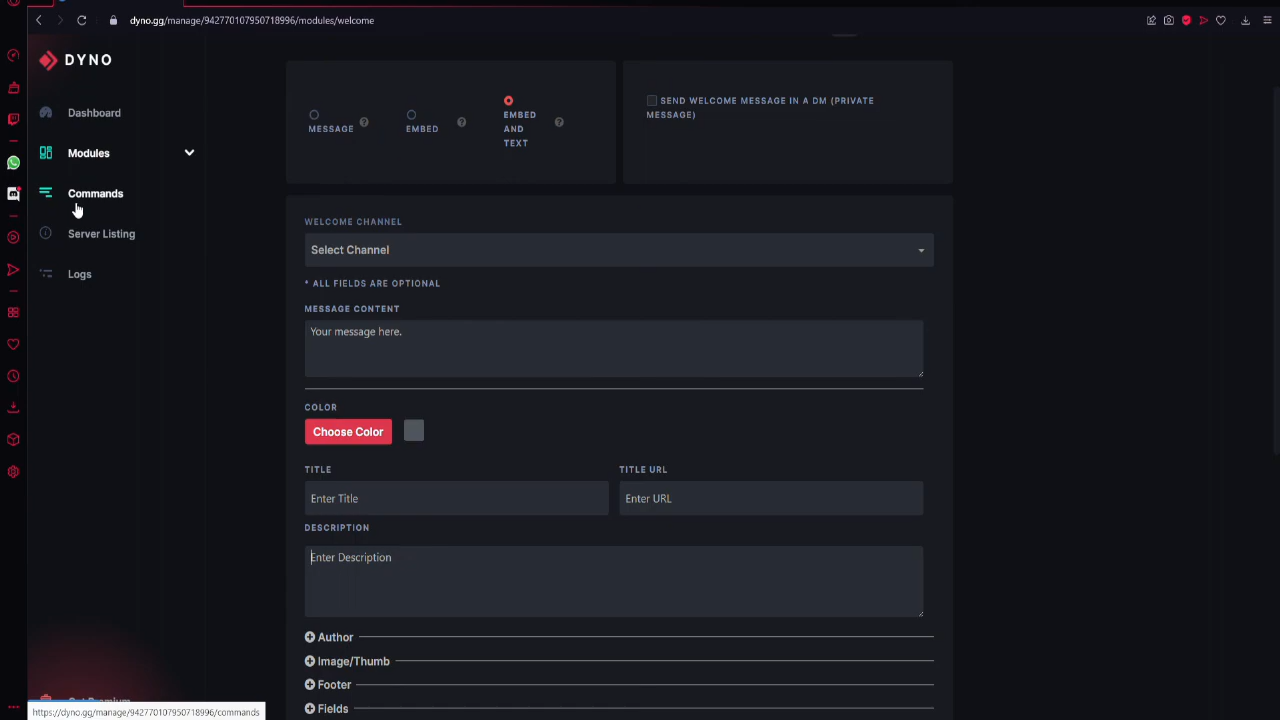 dyno.gg/manage/942770107950718996/modules/welcome
DYNO
Dashboard
Modules
Commands
Server Listing
Logs
MESSAGE
EMBED
EMBED
AND
TEXT
SEND WELCOME MESSAGE IN A DM (PRIVATE
MESSAGE)
WELCOME CHANNEL
Select Channel
* ALL FIELDS ARE OPTIONAL
MESSAGE CONTENT
Your message here.
COLOR
Choose Color
TITLE
TITLE URL
Enter Title
Enter URL
DESCRIPTION
Enter Description
Author
Image/Thumb
Footer
Fields
https://dyno.gg/manage/942770107950718996/commands